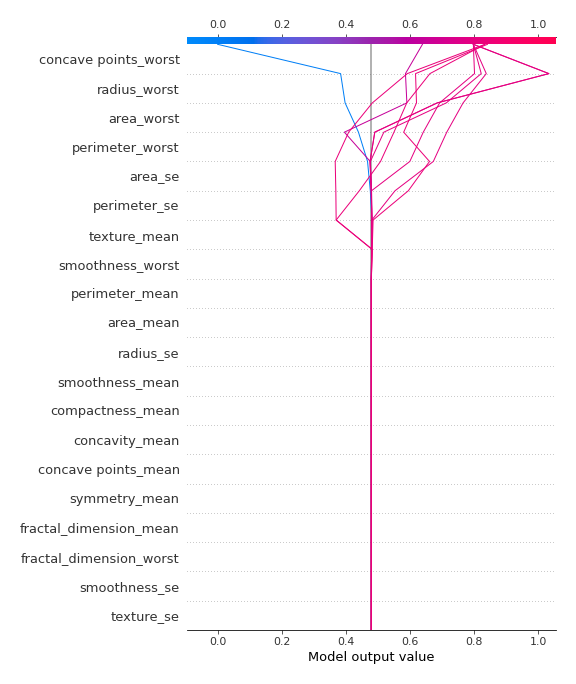 0.0 0.2 0.4 0.6 0.8 1.0
concave points_worst
radius_worst
area_worst
perimeter_worst
area_se
perimeter_se
texture_mean
smoothness_worst
perimeter_mean
area_mean
radius_se
smoothness_mean
compactness_mean
concavity_mean
concave points_mean
symmetry_mean
fractal_dimension_mean
fractal_dimension_worst
smoothness_se
texture_se
0.0 0.2 0.4 0.6 0.8 1.0
Model output value